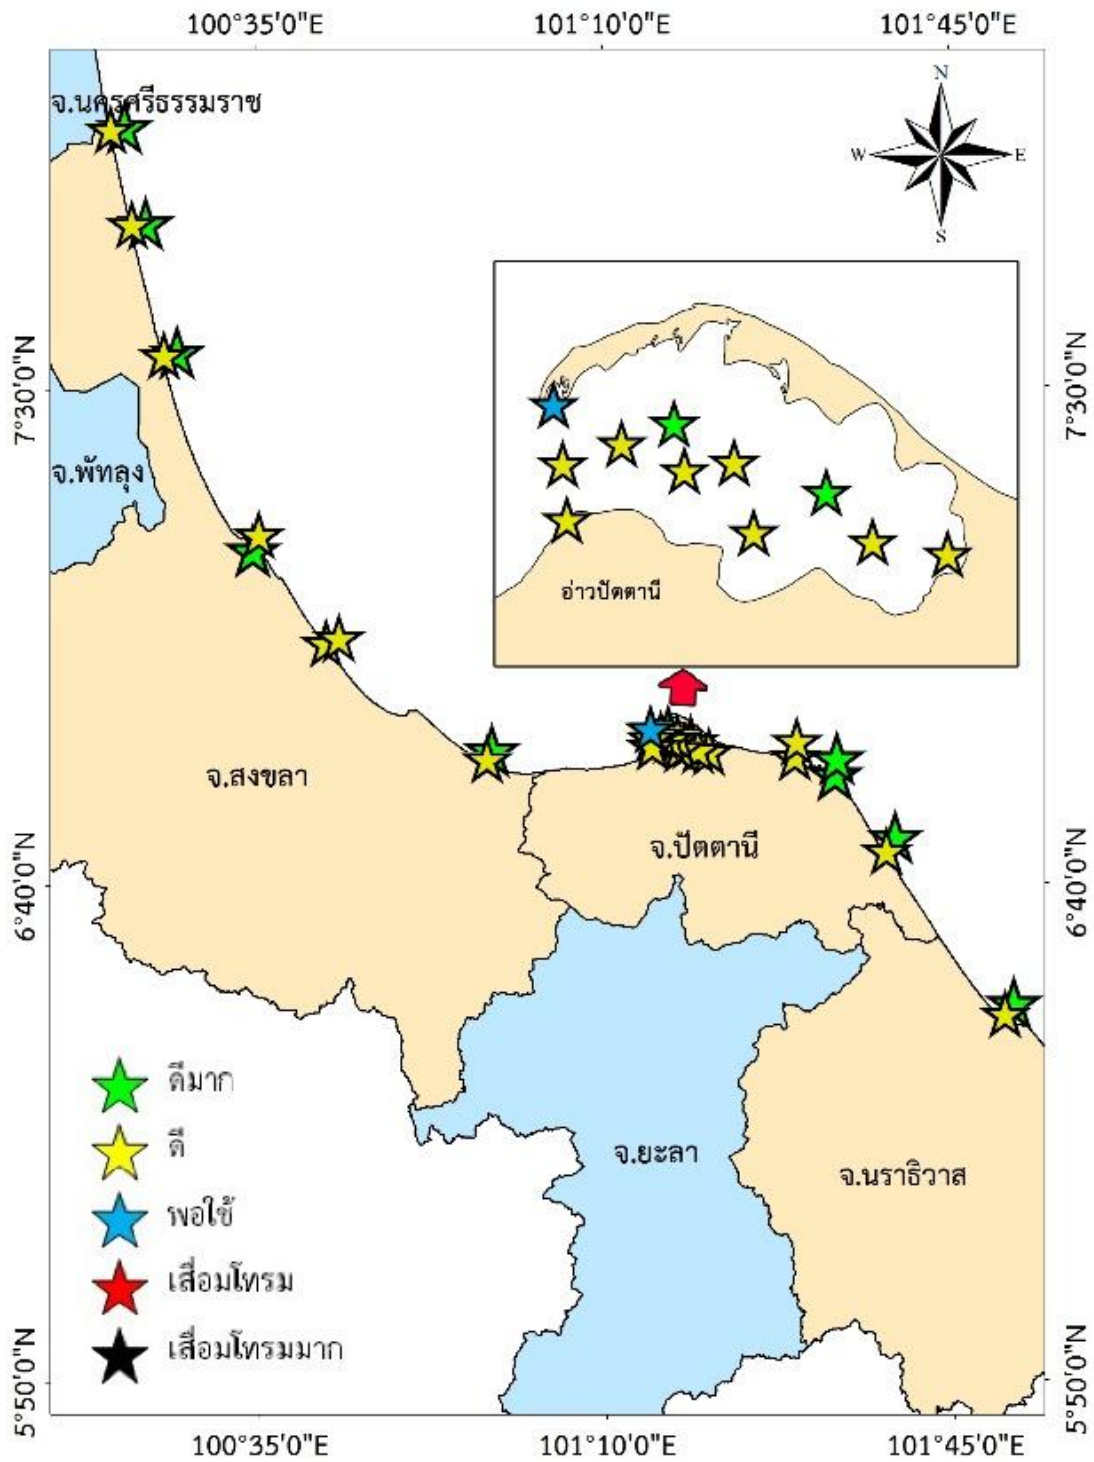 100°35'0"E 101°10'0"E 101°45'0"E
N
W E
S
จ.นครศรีธรรมราช
7°30'0"N 7°30'0"N
จ.พัทลุง
อ่าวปัตตานี
จ.สงขลา
จ.ปัตตานี
6°40'0"N 6°40'0"N
ดีมาก
ดี
พอใช้
เสื่อมโทรม
เสื่อมโทรมมาก
จ.ยะลา
จ.นราธิวาส
5°50'0"N 5°50'0"N
100°35'0"E 101°10'0"E 101°45'0"E